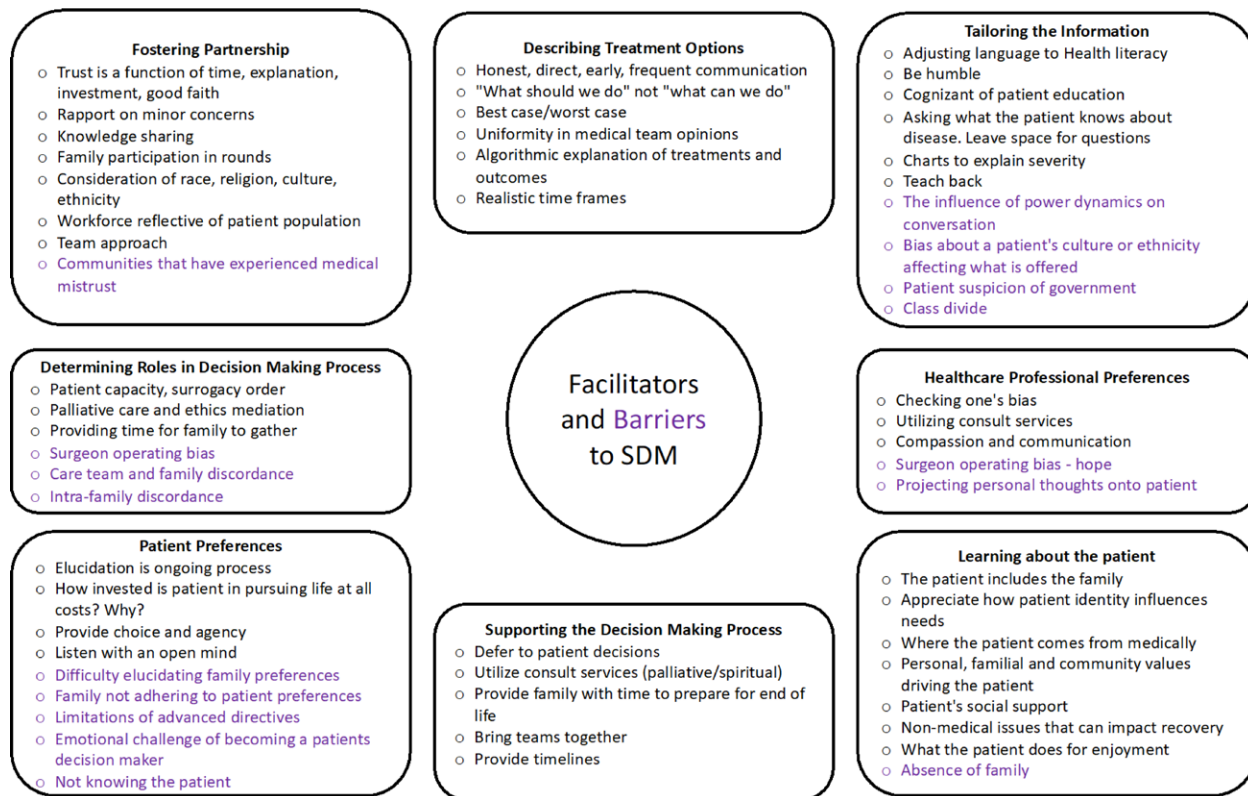 Fostering Partnership
o Trust is a function of time, explanation,
investment, good faith
o Rapport on minor concerns
o Knowledge sharing
o Family participation in rounds
o Consideration of race, religion, culture,
ethnicity
o Workforce reflective of patient population
o Team approach
o Communities that have experienced medical
mistrust
Describing Treatment Options
o Honest, direct, early, frequent communication
o "What should we do" not "what can we do"
o Best case/worst case
o Uniformity in medical team opinions
o Algorithmic explanation of treatments and
outcomes
o Realistic time frames
Tailoring the Information
o Adjusting language to Health literacy
o Be humble
o Cognizant of patient education
o Asking what the patient knows about
disease. Leave space for questions
o Charts to explain severity
o Teach back
o The influence of power dynamics on
conversation
o Bias about a patient's culture or ethnicity
affecting what is offered
o Patient suspicion of government
o Class divide
Determining Roles in Decision Making Process
o Patient capacity, surrogacy order
o Palliative care and ethics mediation
o Providing time for family to gather
o Surgeon operating bias
o Care team and family discordance
o Intra-family discordance
Facilitators
and Barriers
to SDM
Healthcare Professional Preferences
o Checking one's bias
o Utilizing consult services
o Compassion and communication
o Surgeon operating bias - hope
o Projecting personal thoughts onto patient
Patient Preferences
o Elucidation is ongoing process
o How invested is patient in pursuing life at all
costs? Why?
o Provide choice and agency
o Listen with an open mind
o Difficulty elucidating family preferences
o Family not adhering to patient preferences
o Limitations of advanced directives
o Emotional challenge of becoming a patients
decision maker
o Not knowing the patient
Supporting the Decision Making Process
o Defer to patient decisions
o Utilize consult services (palliative/spiritual)
o Provide family with time to prepare for end of
life
o Bring teams together
o Provide timelines
Learning about the patient
o The patient includes the family
o Appreciate how patient identity influences
needs
o Where the patient comes from medically
o Personal, familial and community values
driving the patient
o Patient's social support
o Non-medical issues that can impact recovery
o What the patient does for enjoyment
o Absence of family